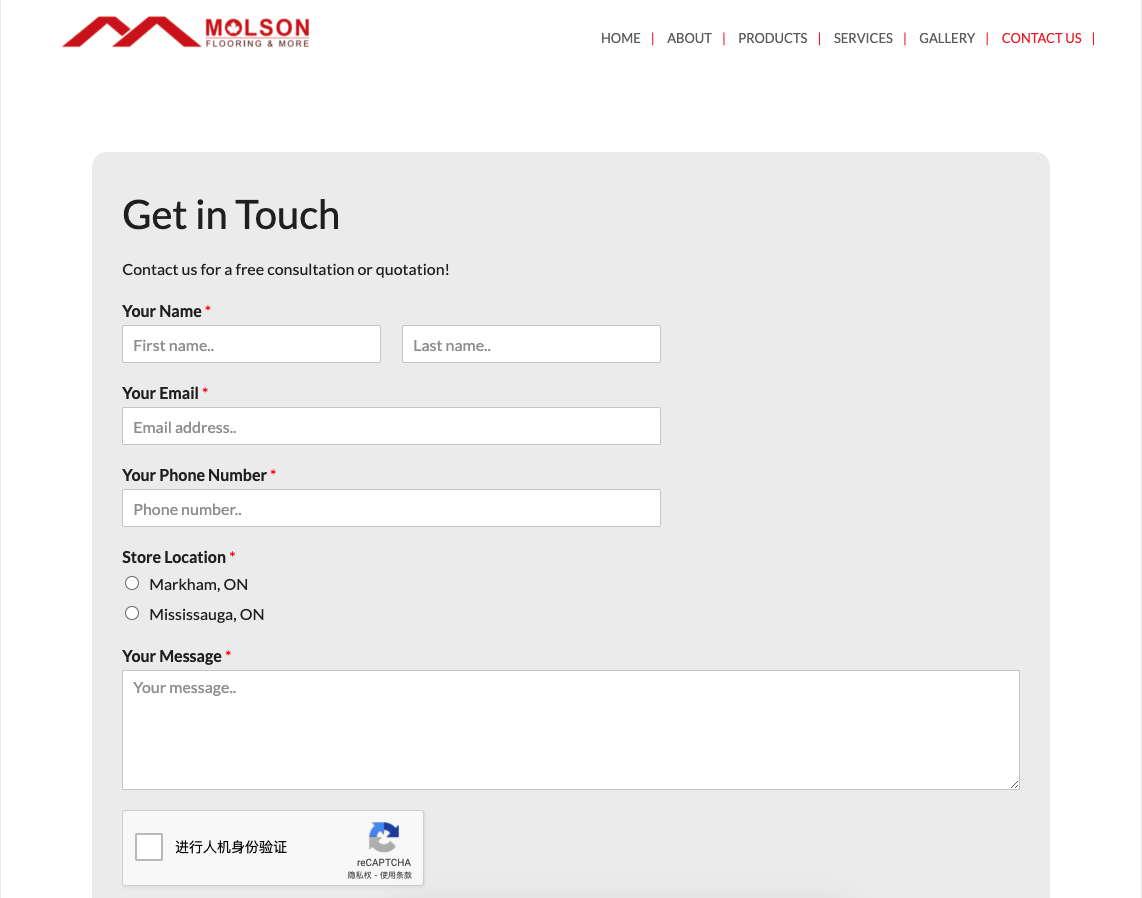 MOLSON
FLOORING & MORE
HOME | ABOUT | PRODUCTS | SERVICES | GALLERY | CONTACT US |
Get in Touch
Contact us for a free consultation or quotation!
Your Name *
First name.. Last name..
Your Email *
Email address..
Your Phone Number *
Phone number..
Store Location *
Markham, ON
Mississauga, ON
Your Message *
Your message..
进行人机身份验证
reCAPTCHA
隐私权 - 使用条款